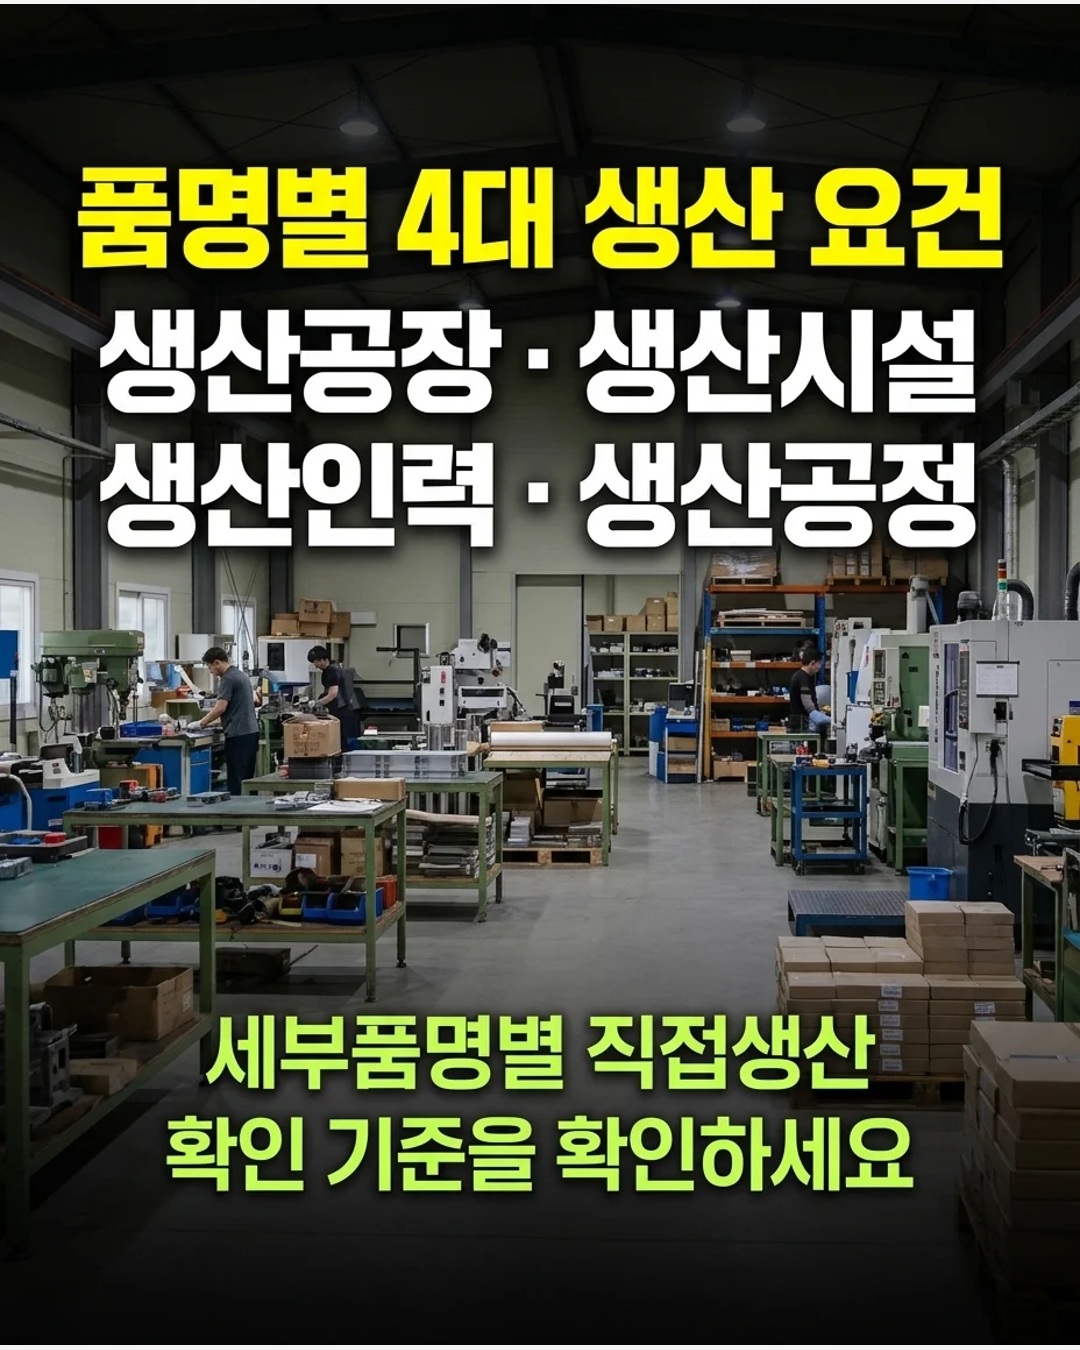 품명별 4대 생산 요건
생산공장 · 생산시설
생산인력 · 생산공정
세부품명별 직접생산
확인 기준을 확인하세요